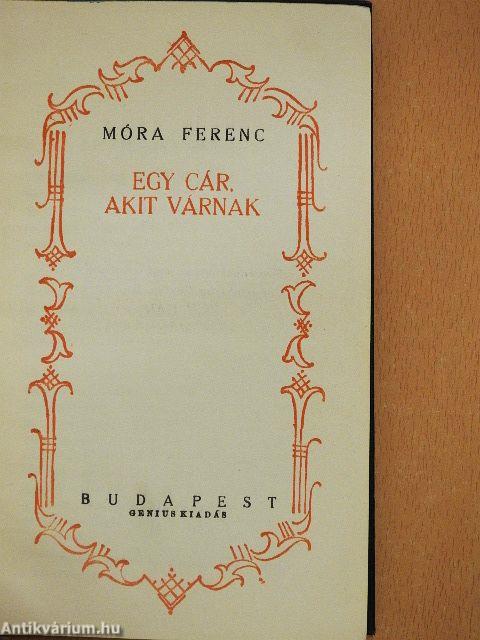 MÓRA FERENC
EGY CÁR,
AKIT VÁRNAK
BUDAPEST
GENIUS KIADÁS
Antikvárium.hu